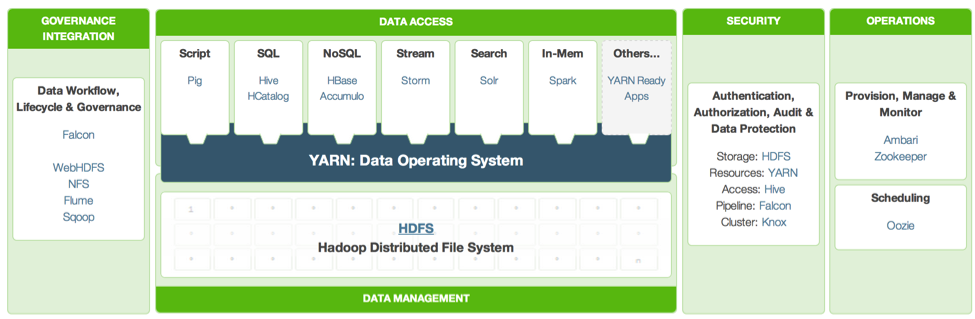 GOVERNANCE
INTEGRATION
Data Workflow,
Lifecycle & Governance
Falcon
WebHDFS
NFS
Flume
Sqoop
DATA ACCESS
Script
Pig
SQL
Hive
HCatalog
NoSQL
HBase
Accumulo
Stream
Storm
Search
Solr
In-Mem
Spark
Others...
YARN Ready
Apps
YARN: Data Operating System
1
HDFS
Hadoop Distributed File System
n
DATA MANAGEMENT
SECURITY
Authentication,
Authorization, Audit &
Data Protection
Storage: HDFS
Resources: YARN
Access: Hive
Pipeline: Falcon
Cluster: Knox
OPERATIONS
Provision, Manage &
Monitor
Ambari
Zookeeper
Scheduling
Oozie